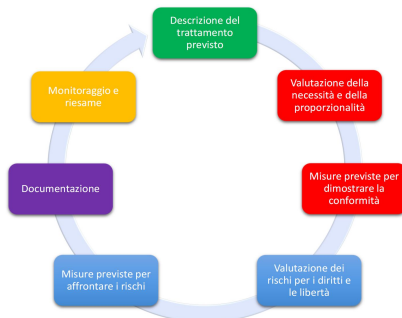 Descrizione del
trattamento
previsto
Valutazione della
necessità e della
proporzionalità
Misure previste per
dimostrare la
conformità
Valutazione dei
rischi per i diritti e
le libertà
Misure previste per
affrontare i rischi
Documentazione
Monitoraggio e
riesame